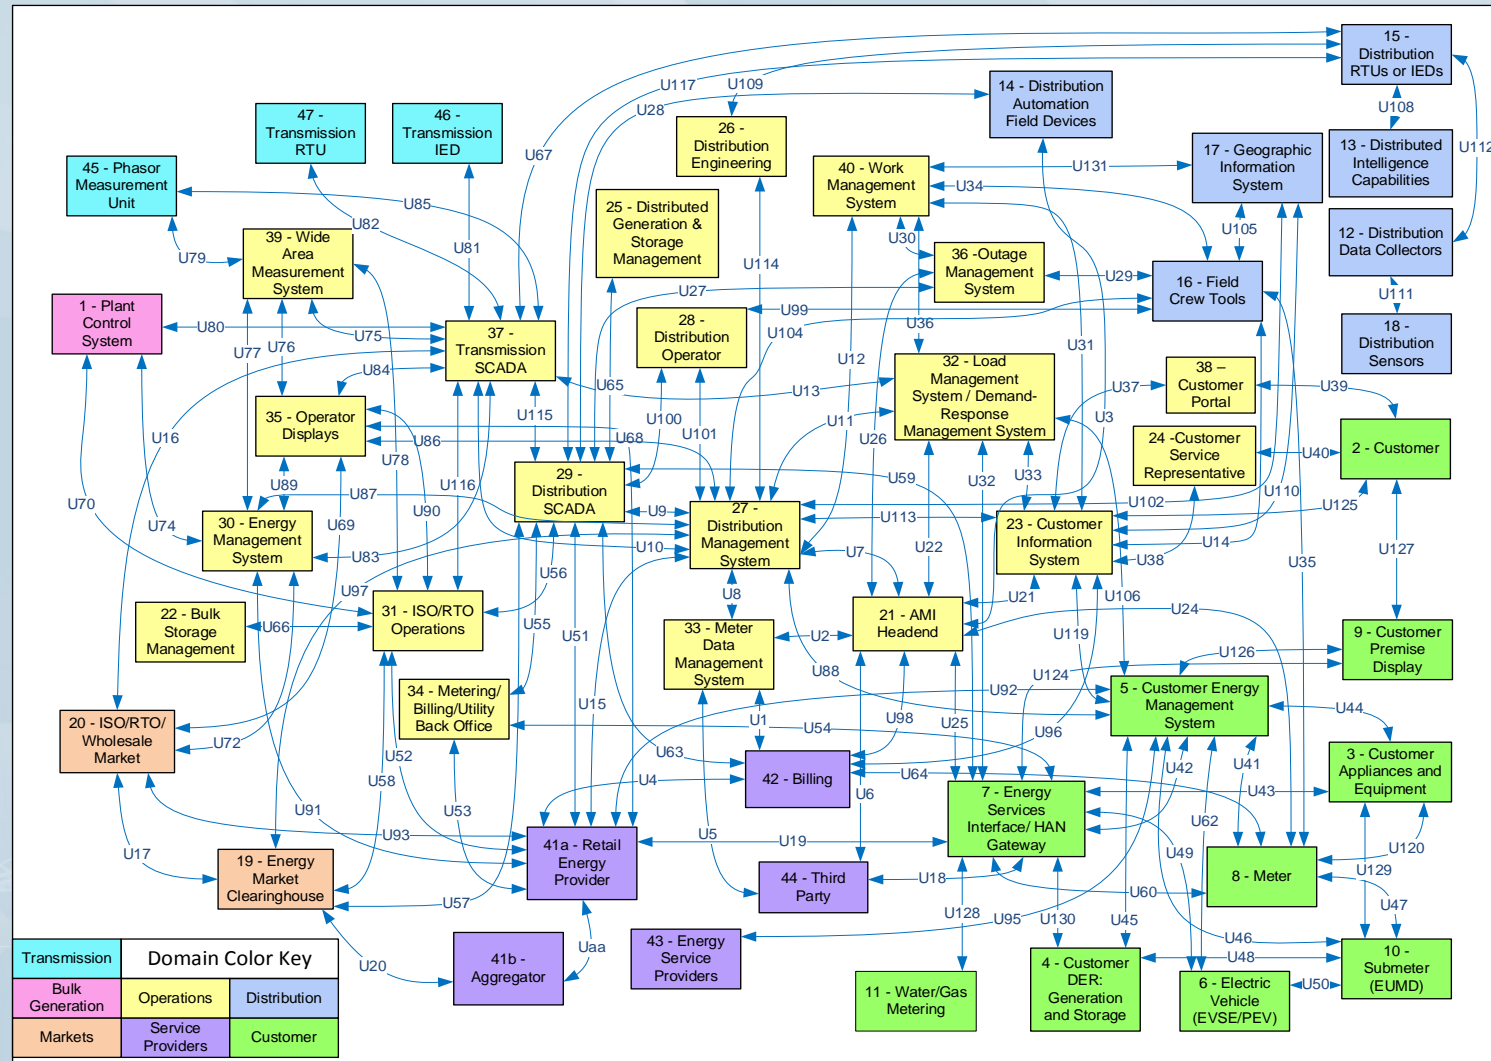 15 -
Distribution
RTUs or IEDs
U117
U109
U28
14 - Distribution
Automation
Field Devices
47 -
Transmission
RTU
46 -
Transmission
IED
26 -
Distribution
Engineering
U108
U67
13 - Distributed
Intelligence
Capabilities
U112
17 - Geographic
Information
System
40 - Work
Management
System
U131
U34
45 - Phasor
Measurement
Unit
U85
25 - Distributed
Generation &
Storage
Management
U82
U81
U30
U105
12 - Distribution
Data Collectors
39 - Wide
Area
Measurement
System
U79
U114
36 -Outage
Management
System
U29
16 - Field
Crew Tools
U27
U111
1 - Plant
Control
System
U80
U75
U77
U76
37 -
Transmission
SCADA
28 -
Distribution
Operator
U99
U104
U36
U12
U31
18 -
Distribution
Sensors
32 - Load
Management
System / Demand-
Response
Management System
38 –
Customer
Portal
U37
U39
U84
U65
U13
U115
U100
U16
35 - Operator
Displays
U86
U68
U101
U11
U26
U3
2 - Customer
24 -Customer
Service
Representative
U40
U78
U116
29 -
Distribution
SCADA
U59
U32
U33
U89
U87
U70
U74
U69
U90
U9
27 -
Distribution
Management
System
U113
U102
U110
U125
30 - Energy
Management
System
23 - Customer
Information
System
U14
U38
U127
U35
U83
U10
U7
U22
U97
U56
U8
U21
U106
U24
22 - Bulk
Storage
Management
U66
31 - ISO/RTO
Operations
U55
U51
33 - Meter
Data
Management
System
U2
21 - AMI
Headend
U119
9 - Customer
Premise
Display
U126
U124
U88
U92
34 - Metering/
Billing/Utility
Back Office
5 - Customer Energy
Management
System
U15
U1
U98
U25
U54
U96
U44
20 - ISO/RTO/
Wholesale
Market
U72
U52
U63
U58
U4
42 - Billing
U64
U42
U41
3 - Customer
Appliances and
Equipment
7 - Energy
Services
Interface/ HAN
Gateway
U43
U91
U53
U6
U62
U93
U5
U17
U19
U49
U120
41a - Retail
Energy
Provider
19 - Energy
Market
Clearinghouse
44 - Third
Party
U18
U60
8 - Meter
U129
U57
U128
U95
U130
U45
U47
U46
Uaa
U20
41b -
Aggregator
43 - Energy
Service
Providers
U48
10 -
Submeter
(EUMD)
4 - Customer
DER:
Generation
and Storage
6 - Electric
Vehicle
(EVSE/PEV)
U50
11 - Water/Gas
Metering
Transmission
Domain Color Key
Bulk
Generation
Operations
Distribution
Markets
Service
Providers
Customer